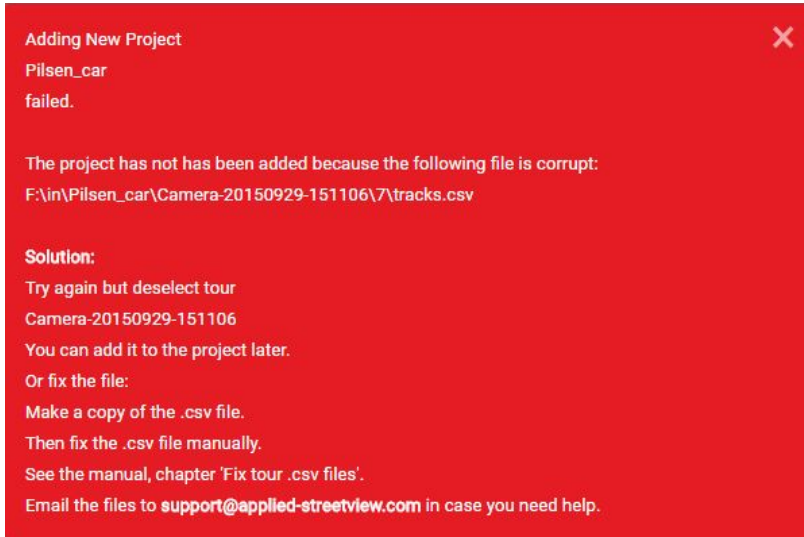 Adding New Project
Pilsen_car
failed.
The project has not has been added because the following file is corrupt:
F:\in\Pilsen_car\Camera-20150929-151106\7\tracks.csv
Solution:
Try again but deselect tour
Camera-20150929-151106
You can add it to the project later.
Or fix the file:
Make a copy of the .csv file.
Then fix the .csv file manually.
See the manual, chapter 'Fix tour .csv files'.
Email the files to support@applied-streetview.com in case you need help.